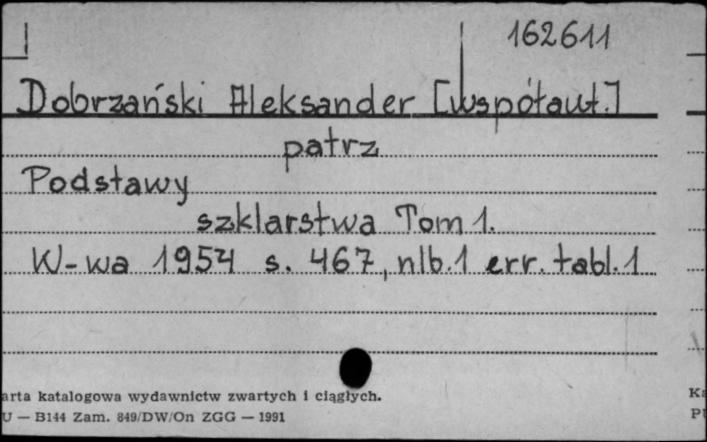 162611
Dobrzański Aleksander [współaut.]
patrz
Podstawy
szklarstwa Tom 1.
W-wa 1954 s. 467, nlb.1 err. tabl.1
arta katalogowa wydawnictw zwartych i ciągłych.
U — B144 Zam. 849/DW/On ZGG — 1991